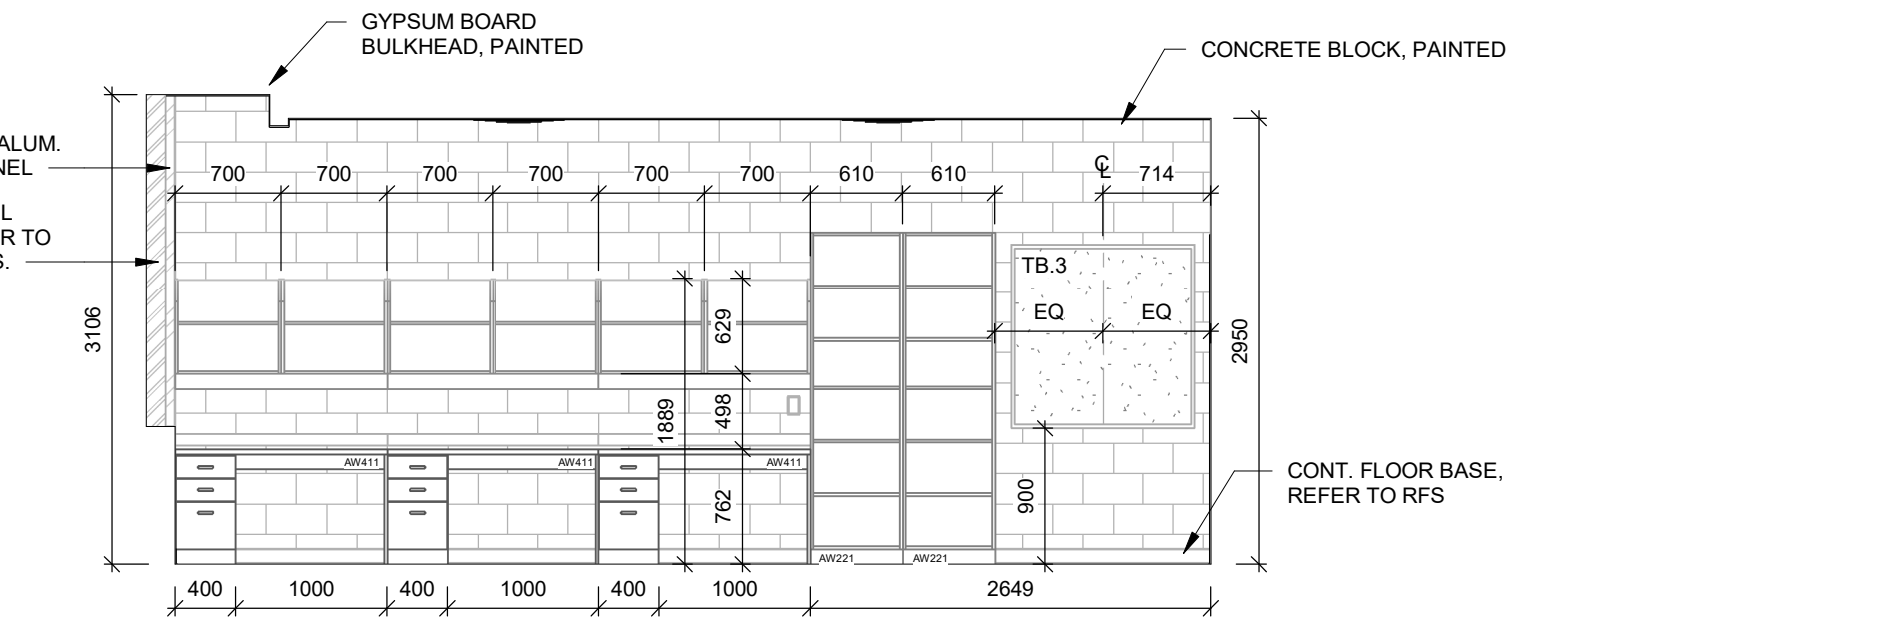 GYPSUM BOARD
BULKHEAD, PAINTED
CONCRETE BLOCK, PAINTED
ALUM.
NEL
L
R TO
S.
700 700 700 700 700 700 610 610 ℄ 714
TB.3
EQ EQ
3106
629
2950
1889
498
762
900
AW411 AW411 AW411
CONT. FLOOR BASE,
REFER TO RFS
AW221 AW221
400 1000 400 1000 400 1000 2649